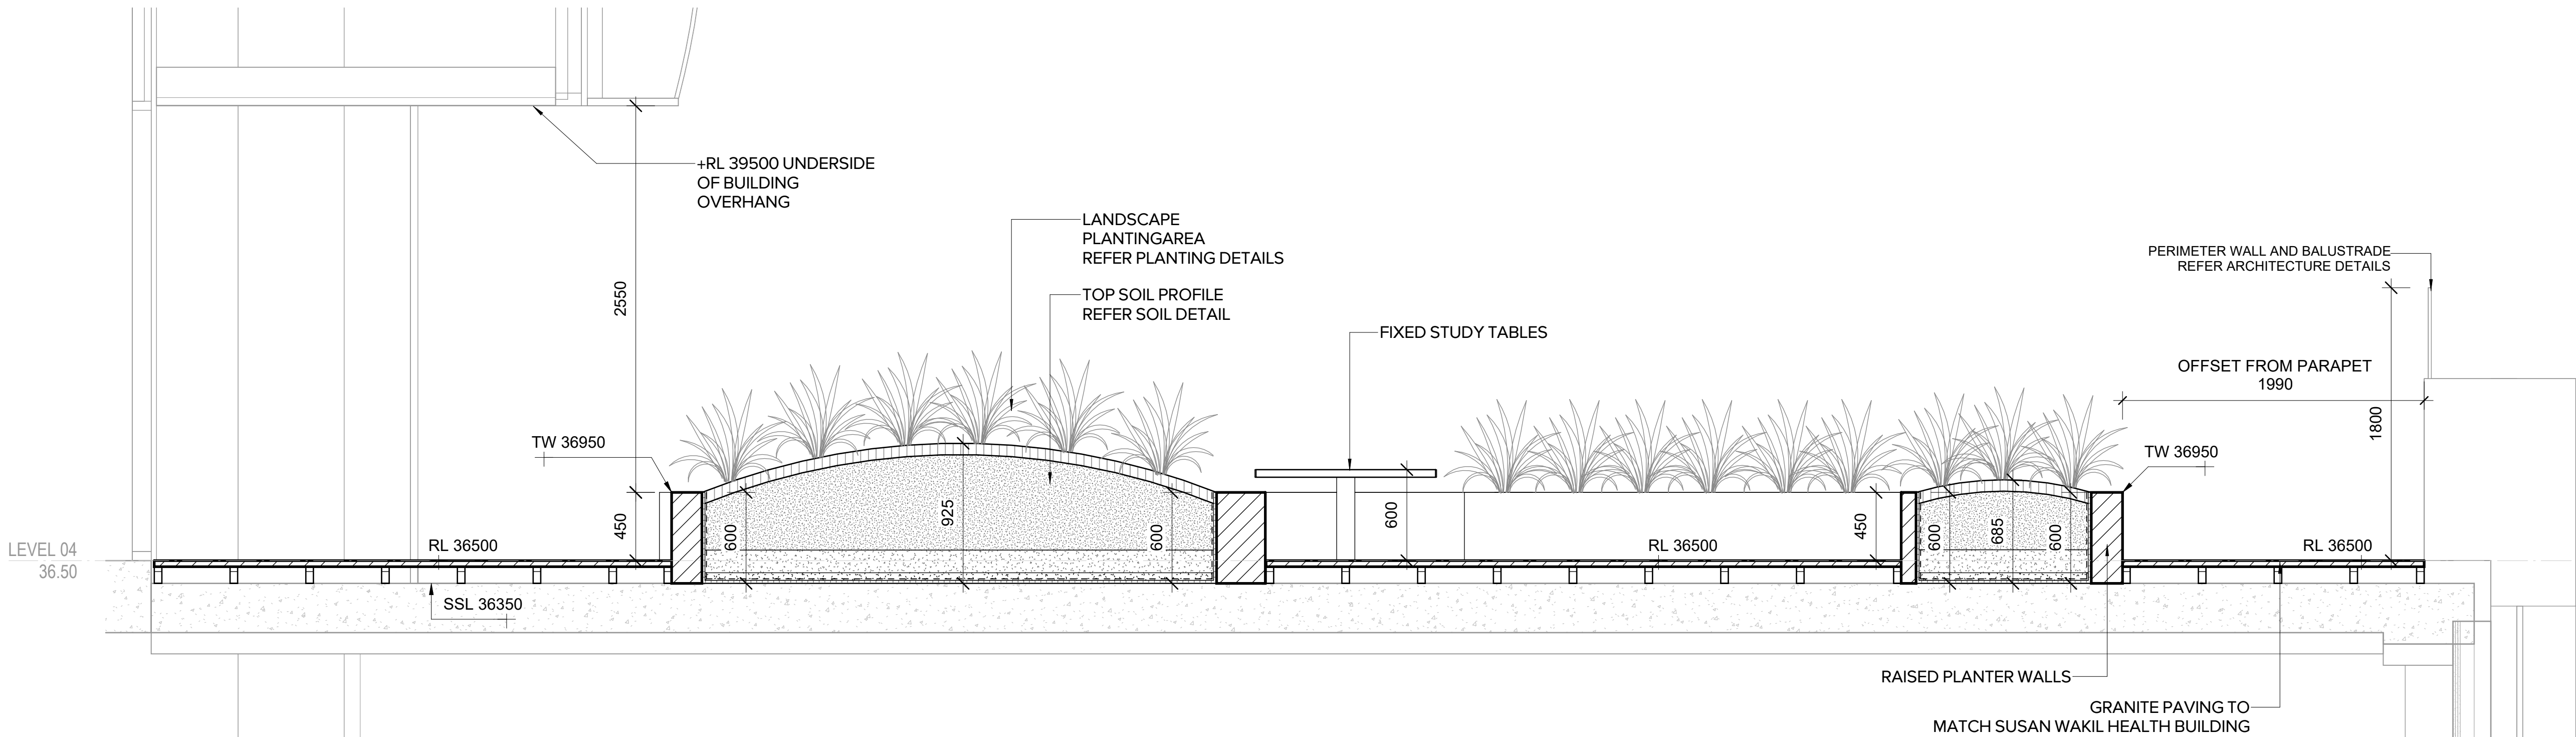 +RL 39500 UNDERSIDE
OF BUILDING
OVERHANG
LANDSCAPE
PLANTINGAREA
REFER PLANTING DETAILS
TOP SOIL PROFILE
REFER SOIL DETAIL
FIXED STUDY TABLES
PERIMETER WALL AND BALUSTRADE
REFER ARCHITECTURE DETAILS
OFFSET FROM PARAPET
1990
1800
2550
TW 36950
TW 36950
450
600
925
600
600
450
600
685
600
LEVEL 04
36.50
RL 36500
RL 36500
RL 36500
SSL 36350
RAISED PLANTER WALLS
GRANITE PAVING TO
MATCH SUSAN WAKIL HEALTH BUILDING